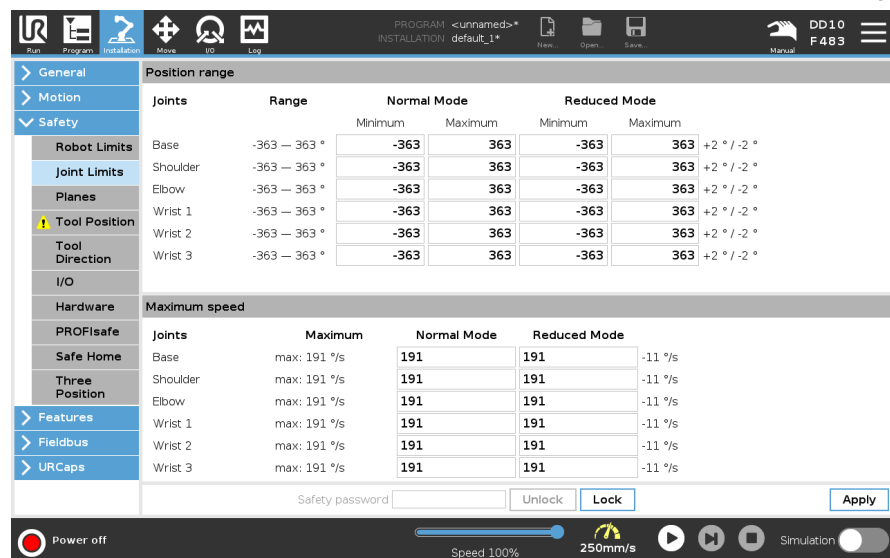 PROGRAM <unnamed>*
INSTALLATION default_1*
Run Program Installation Move I/O Log New... Open... Save... Manual
DD10
F483
General
Motion
Safety
Robot Limits
Joint Limits
Planes
Tool Position
Tool
Direction
I/O
Hardware
PROFIsafe
Safe Home
Three
Position
Features
Fieldbus
URCaps
Position range
Joints Range Normal Mode Reduced Mode
Minimum Maximum Minimum Maximum
Base -363 — 363 ° -363 363 -363 363 +2 ° / -2 °
Shoulder -363 — 363 ° -363 363 -363 363 +2 ° / -2 °
Elbow -363 — 363 ° -363 363 -363 363 +2 ° / -2 °
Wrist 1 -363 — 363 ° -363 363 -363 363 +2 ° / -2 °
Wrist 2 -363 — 363 ° -363 363 -363 363 +2 ° / -2 °
Wrist 3 -363 — 363 ° -363 363 -363 363 +2 ° / -2 °
Maximum speed
Joints Maximum Normal Mode Reduced Mode
Base max: 191 °/s 191 191 -11 °/s
Shoulder max: 191 °/s 191 191 -11 °/s
Elbow max: 191 °/s 191 191 -11 °/s
Wrist 1 max: 191 °/s 191 191 -11 °/s
Wrist 2 max: 191 °/s 191 191 -11 °/s
Wrist 3 max: 191 °/s 191 191 -11 °/s
Safety password Unlock Lock Apply
Power off
Speed 100%
250mm/s
Simulation